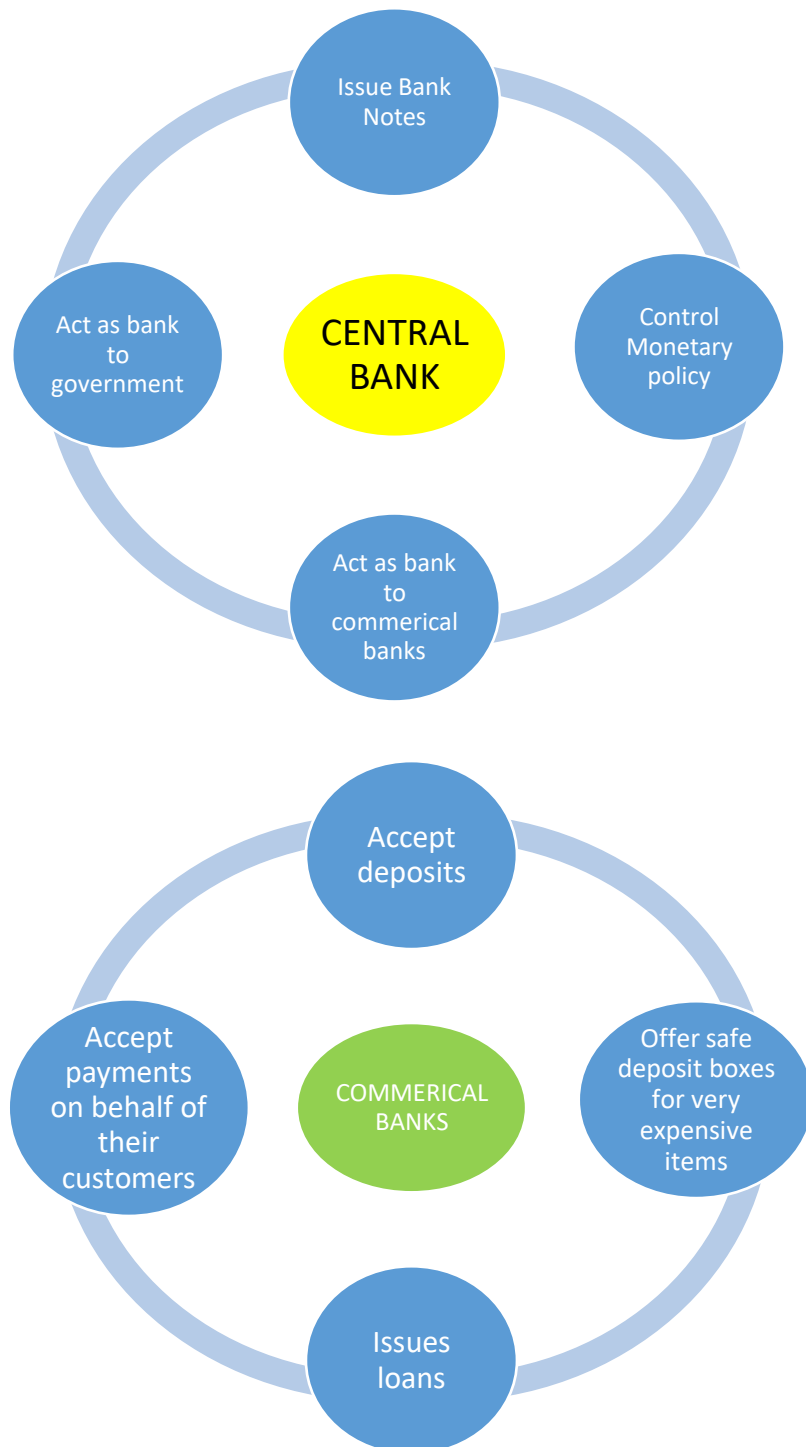 Issue Bank
Notes
Act as bank
to
government
CENTRAL
BANK
Control
Monetary
policy
Act as bank
to
commerical
banks
Accept
deposits
Accept
payments
on behalf of
their
customers
COMMERICAL
BANKS
Offer safe
deposit boxes
for very
expensive
items
Issues
loans